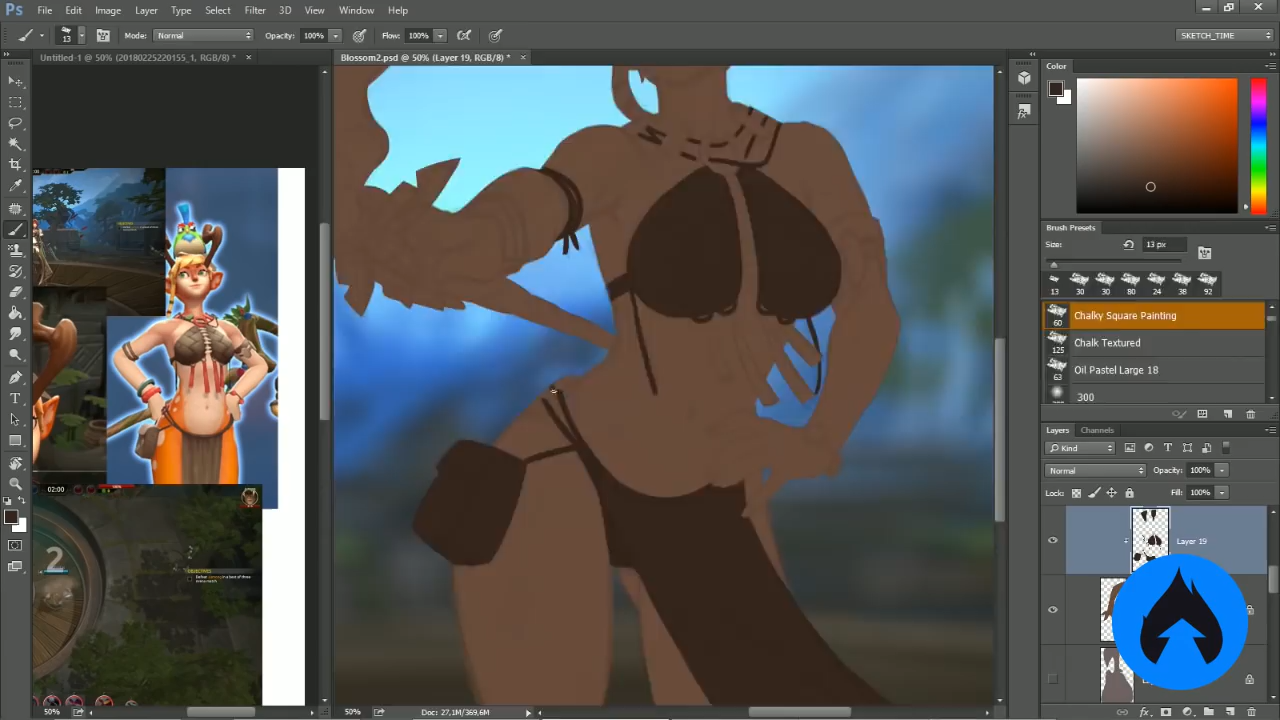 Ps File Edit Image Layer Type Select Filter 3D View Window Help
13 Mode: Normal Opacity: 100% Flow: 100% SKETCH_TIME
Untitled-1 @ 50% (20180225220155_1, RGB/8) * ×
Blossom2.psd @ 50% (Layer 19, RGB/8) * ×
Color
Brush Presets
Size: 13 px
13 30 30 80 24 38 92
60 Chalky Square Painting
125 Chalk Textured
63 Oil Pastel Large 18
300
Layers Channels
Kind
Normal Opacity: 100%
Lock: Fill: 100%
Layer 19
02:00
2
50%
50% Doc: 27,1M/369,6M